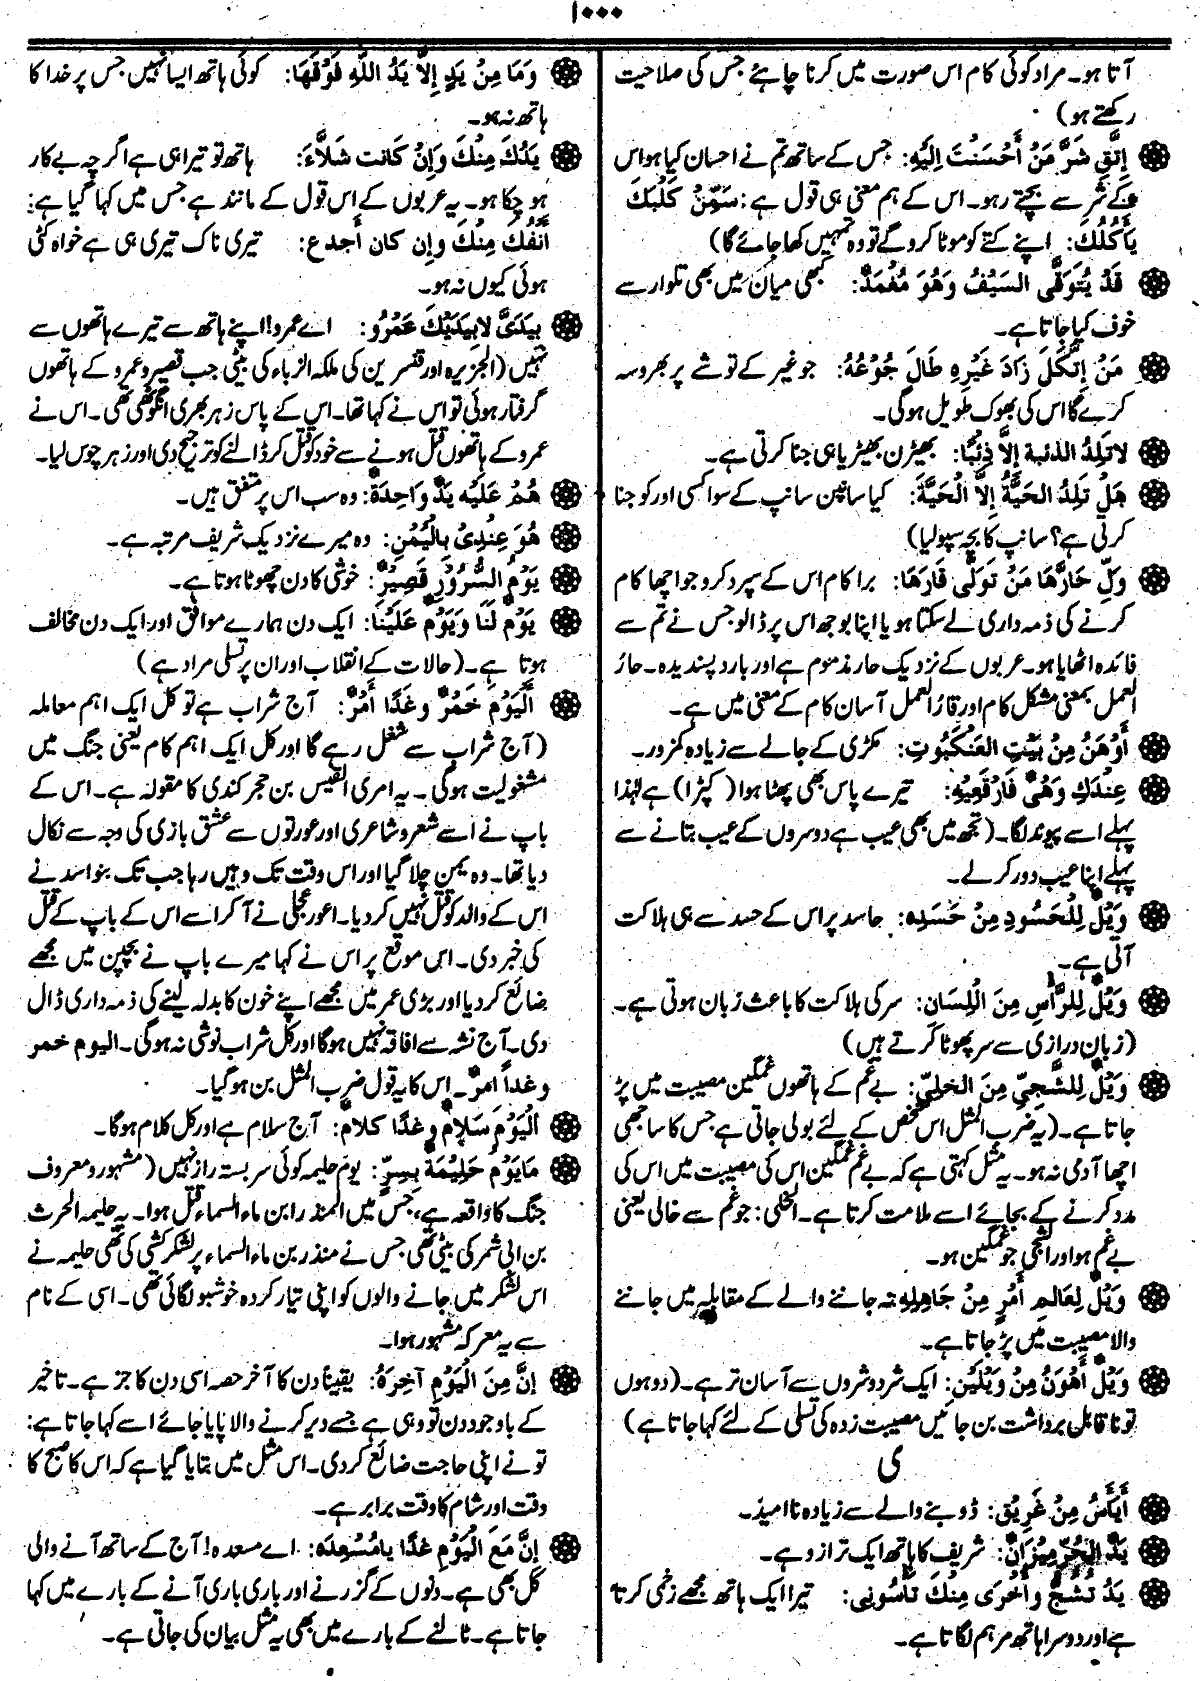 ۱۰۰۰
آتا ہو۔ مراد کوئی کام اس صورت میں کرنا چاہئے جس کی صلاحیت
رکھتے ہو)
إتَّقِ شَرَّ مَنْ أَحْسَنْتَ اِلَيْهِ: جس کے ساتھ تم نے احسان کیا ہو اس
کے شر سے بچتے رہو۔ اس کے ہم معنی ہی قول ہے: سَمِّنْ كَلْبَكَ
يَأكُلُكَ: اپنے کتے کو موٹا کرو گے تو وہ تمہیں کھا جائے گا)
قَدْ يُتَوَقَّى السَيْفُ وَهُوَ مُغْمَدٌ: کبھی میان میں بھی تلوار سے
خوف کیا جاتا ہے۔
مَنْ اِتَّكَلَ زَادَ غَيْرِهِ طَالَ جُوْعُهُ: جو غیر کے توشے پر بھروسہ
کرے گا اس کی بھوک طویل ہوگی۔
لاتَلِدُ الذئبة إلاَّ ذِئبًا: بھیڑن بھیڑیا ہی جنا کرتی ہے۔
هَلْ تَلِدُ الحَيَّةُ اِلاَّ الْحَيَّةَ: کیا سانپن سانپ کے سوا کسی اور کو جنا
کرتی ہے؟ سانپ کا بچہ سپولیا)
وَلِّ حَارَّهَا مَنْ تَوَلَّى قَارَهَا: برا کام اس کے سپرد کرو جو اچھا کام
کرنے کی ذمہ داری لے سکتا ہو یا اپنا بوجھ اس پر ڈالو جس نے تم سے
فائدہ اٹھایا ہو۔ عربوں کے نزدیک حار مذموم ہے اور بارد پسندیدہ۔ حارّ
العمل بمعنی مشکل کام اور قارّ العمل آسان کام کے معنی میں ہے۔
أَوْهَنُ مِنْ بَيْتِ العَنْكَبُوتِ: مکڑی کے جالے سے زیادہ کمزور۔
عِنْدَكِ وَهْيٌ فَارْقَعِيْهِ: تیرے پاس بھی پھٹا ہوا (کپڑا) ہے لہٰذا
پہلے اسے پیوند لگا۔ (تجھ میں بھی عیب ہے دوسروں کے عیب بتانے سے
پہلے اپنا عیب دور کر لے۔
وَيْلٌ لِلْحَسُودِ مِنْ حَسَدِه: حاسد پر اس کے حسد سے ہی ہلاکت
آتی ہے۔
وَيْلٌ لِلرَّأْسِ مِنَ الْلِسَانِ: سر کی ہلاکت کا باعث زبان ہوتی ہے۔
(زبان درازی سے سر پھوٹا کرتے ہیں)
وَيْلٌ لِلشَّجِيِّ مِنَ الخلِيّ: بے غم کے ہاتھوں غمگین مصیبت میں پڑ
جاتا ہے۔ (یہ ضرب المثل اس شخص کے لئے بولی جاتی ہے جس کا ساتھی
اچھا آدمی نہ ہو۔ یہ مثل کہتی ہے کہ بے غم غمگین اس کی مصیبت میں اس کی
مدد کرنے کے بجائے اسے ملامت کرتا ہے۔ الخلی: جو غم سے خالی یعنی
بے غم ہو اور الشجی جو غمگین ہو۔
وَيْلٌ لِعَالمِ أَمْرٍ مِنْ جَاهِلِهِ نہ جاننے والے کے مقابلہ میں جاننے
والا مصیبت میں پڑ جاتا ہے۔
وَيْلٌ أَهْوَنُ مِنْ وَيْلَيْنِ: ایک شر دو شروں سے آسان تر ہے۔ (دو ہوں
تو نا قابل برداشت بن جائیں مصیبت زدہ کی تسلی کے لئے کہا جاتا ہے)
ی
أَيَأَسُ مِنْ غَرِيْق: ڈوبنے والے سے زیادہ نا امید۔
يَدُ الحُرِّ مِيْزَانٌ: شریف کا ہاتھ ایک ترازو ہے۔
يَدٌ تَشُجُّ وأُخْرَى مِنْكَ تَأْسُونِي: تیرا ایک ہاتھ مجھے زخمی کرتا
ہے اور دوسرا ہاتھ مرہم لگاتا ہے۔
وَمَا مِنْ يَدٍ إلاَّ يَدُ اللَّهِ فَوْقَهَا: کوئی ہاتھ ایسا نہیں جس پر خدا کا
ہاتھ نہ ہو۔
يَدُكَ مِنْكَ وَإنْ كَانت شَلاَّءَ: ہاتھ تو تیرا ہی ہے اگرچہ بے کار
ہو چکا ہو۔ یہ عربوں کے اس قول کے مانند ہے جس میں کہا گیا ہے:
أَنْفُكَ مِنْكَ وإن كان أجدع: تیری ناک تیری ہی ہے خواہ کٹی
ہوئی کیوں نہ ہو۔
بِيَدَىَّ لابِيَدَيْكَ عَمْرُو: اے عمرو! اپنے ہاتھ سے تیرے ہاتھوں سے
نہیں (الجزیرہ اور قنسرین کی ملکہ الزباء کی بیٹی جب قصیر و عمرو کے ہاتھوں
گرفتار ہوئی تو اس نے کہا تھا۔ اس کے پاس زہر بھری انگوٹھی تھی۔ اس نے
عمرو کے ہاتھوں قتل ہونے سے خود کو قتل کر ڈالنے کو ترجیح دی اور زہر چوس لیا۔
هُمْ عَلَيْهِ يَدٌ وَاحِدَةٌ: وہ سب اس پر متفق ہیں۔
هُوَ عِنْدِىْ بِالْيُمْنِ: وہ میرے نزدیک شریف مرتبہ ہے۔
يَوْمُ السُّرُوْرِ قَصِيْرٌ: خوشی کا دن چھوٹا ہوتا ہے۔
يَوْمٌ لَنَا وَيَوْمٌ عَلَيْنَا: ایک دن ہمارے موافق اور ایک دن مخالف
ہوتا ہے۔ (حالات کے انقلاب اور ان پر تسلی مراد ہے)
اَلْيَوْمَ خَمْرٌ وغَدًا أَمْرٌ: آج شراب ہے تو کل ایک اہم معاملہ
(آج شراب سے شغل رہے گا اور کل ایک اہم کام یعنی جنگ میں
مشغولیت ہوگی۔ یہ امری القیس بن حجر کندی کا مقولہ ہے۔ اس کے
باپ نے اسے شعر و شاعری اور عورتوں سے عشق بازی کی وجہ سے نکال
دیا تھا۔ وہ یمن چلا گیا اور اس وقت تک وہیں رہا جب تک بنو اسد نے
اس کے والد کو قتل نہیں کر دیا۔ اعور عجلی نے آ کر اسے اس کے باپ کے قتل
کی خبر دی۔ اس موقع پر اس نے کہا میرے باپ نے بچپن میں مجھے
ضائع کر دیا اور بڑی عمر میں مجھے اپنے خون کا بدلہ لینے کی ذمہ داری ڈال
دی۔ آج نشہ سے افاقہ نہیں ہوگا اور کل شراب نوشی نہ ہوگی۔ اليوم خمر
وغداً امرٌ۔ اس کا یہ قول ضرب المثل بن ہو گیا۔
الْيَوْمَ سَلاِمٌ وغَدًا كلامٌ: آج سلام ہے اور کل کلام ہوگا۔
مَايَوْمُ حَلِيْمَةَ بِسِرٍّ: یوم حلیمہ کوئی سربستہ راز نہیں (مشہور و معروف
جنگ کا واقعہ ہے، جس میں المنذر ابن ماء السماء قتل ہوا۔ یہ حلیمہ الحرث
بن ابی شمر کی بیٹی تھی جس نے منذر بن ماء السماء پر لشکر کشی کی تھی حلیمہ نے
اس لشکر میں جانے والوں کو اپنی تیار کردہ خوشبو لگائی تھی۔ اسی کے نام
سے یہ معرکہ مشہور ہوا۔
اِنَّ مِنَ الْيَوْمِ آخِرَهُ: یقیناً دن کا آخر حصہ اسی دن کا جز ہے۔ تاخیر
کے باوجود دن تو وہی ہے جسے دیر کرنے والا پایا جائے اسے کہا جاتا ہے:
تو نے اپنی حاجت ضائع کر دی۔ اس مثل میں بتایا گیا ہے کہ اس کا صبح کا
وقت اور شام کا وقت برابر ہے۔
اِنَّ مَعَ الْيَوْمِ غدًا يامُسْعِدَه: اے مسعدہ! آج کے ساتھ آنے والی
کل بھی ہے۔ دنوں کے گزرنے اور باری باری آنے کے بارے میں کہا
جاتا ہے۔ ٹالنے کے بارے میں بھی یہ مثل بیان کی جاتی ہے۔